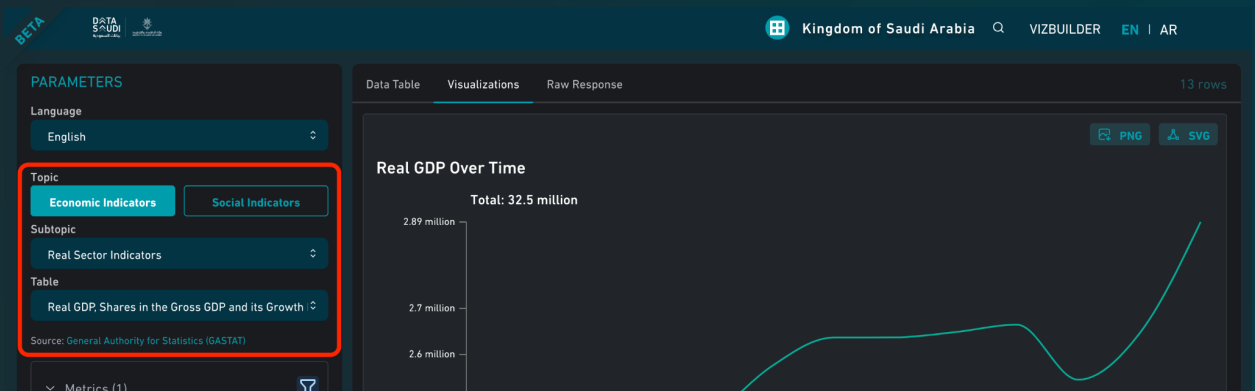 BETA
DATA
SAUDI
Kingdom of Saudi Arabia
VIZBUILDER
EN | AR
PARAMETERS
Language
English
Topic
Economic Indicators
Social Indicators
Subtopic
Real Sector Indicators
Table
Real GDP, Shares in the Gross GDP and its Growth
Source: General Authority for Statistics (GASTAT)
Metrics (1)
Data Table
Visualizations
Raw Response
13 rows
PNG
SVG
Real GDP Over Time
Total: 32.5 million
2.89 million
2.7 million
2.6 million